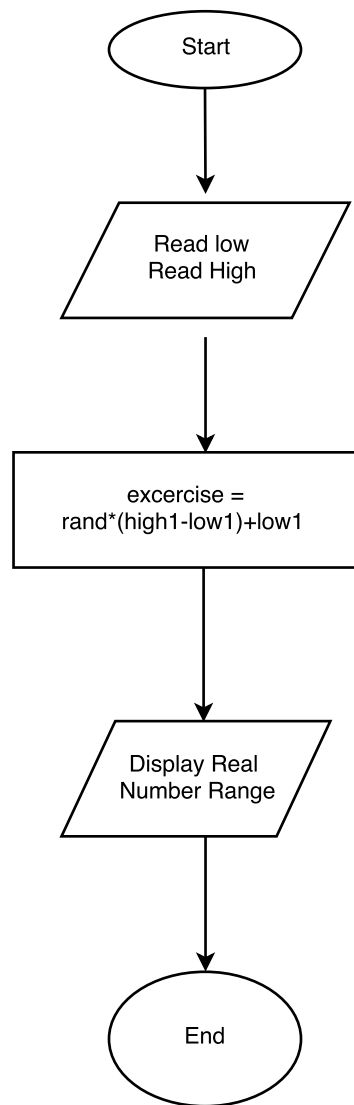 Start
Read low
Read High
excercise =
rand*(high1-low1)+low1
Display Real
Number Range
End